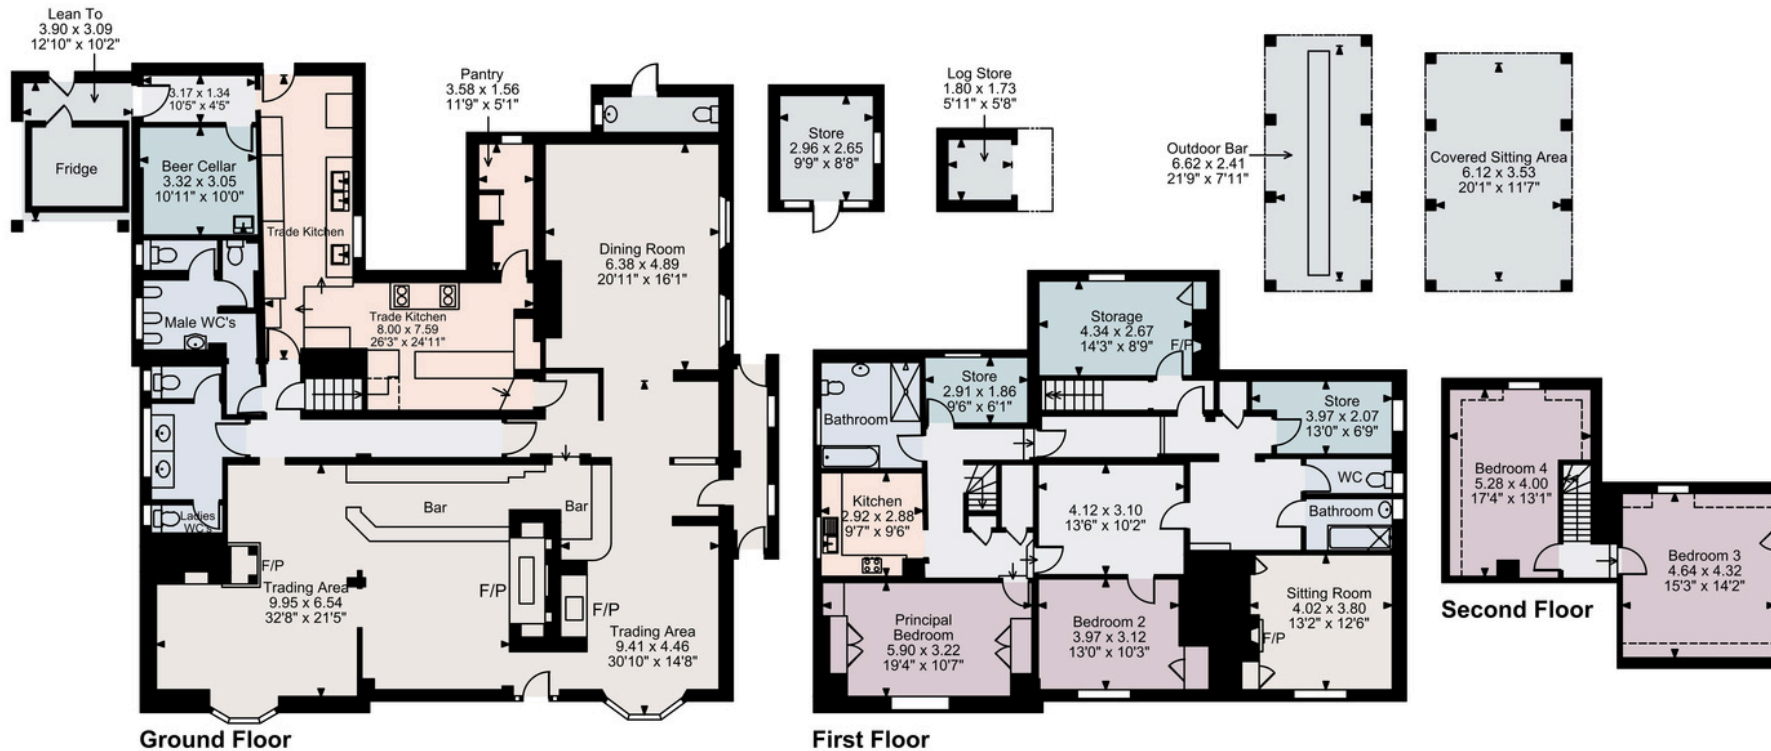 Lean To
3.90 x 3.09
12'10" x 10'2"
3.17 x 1.34
10'5" x 4'5"
Fridge
Beer Cellar
3.32 x 3.05
10'11" x 10'0"
Trade Kitchen
Pantry
3.58 x 1.56
11'9" x 5'1"
Dining Room
6.38 x 4.89
20'11" x 16'1"
Male WC's
Trade Kitchen
8.00 x 7.59
26'3" x 24'11"
Ladies
WC's
Bar
Bar
F/P
F/P
F/P
Trading Area
9.95 x 6.54
32'8" x 21'5"
Trading Area
9.41 x 4.46
30'10" x 14'8"
Ground Floor
Store
2.96 x 2.65
9'9" x 8'8"
Log Store
1.80 x 1.73
5'11" x 5'8"
Outdoor Bar
6.62 x 2.41
21'9" x 7'11"
Covered Sitting Area
6.12 x 3.53
20'1" x 11'7"
Storage
4.34 x 2.67
14'3" x 8'9"
F/P
Store
2.91 x 1.86
9'6" x 6'1"
Bathroom
Store
3.97 x 2.07
13'0" x 6'9"
WC
Bathroom
Kitchen
2.92 x 2.88
9'7" x 9'6"
4.12 x 3.10
13'6" x 10'2"
Principal
Bedroom
5.90 x 3.22
19'4" x 10'7"
Bedroom 2
3.97 x 3.12
13'0" x 10'3"
Sitting Room
4.02 x 3.80
13'2" x 12'6"
F/P
First Floor
Bedroom 4
5.28 x 4.00
17'4" x 13'1"
Bedroom 3
4.64 x 4.32
15'3" x 14'2"
Second Floor